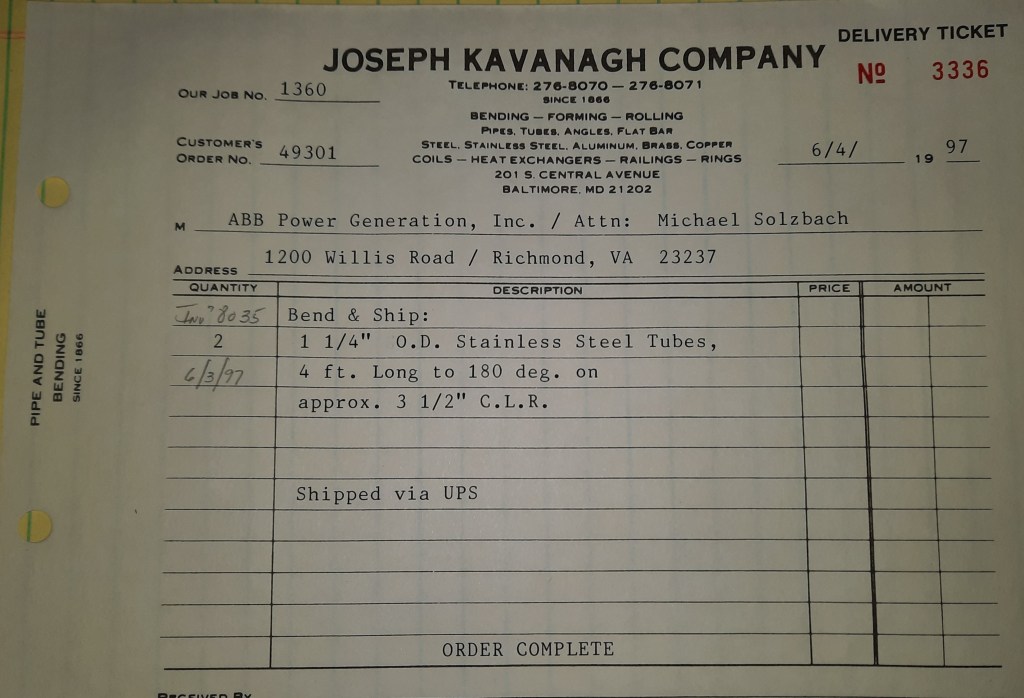 DELIVERY TICKET
JOSEPH KAVANAGH COMPANY
Nº 3336
OUR JOB NO. 1360
TELEPHONE: 276-8070 — 276-8071
SINCE 1866
BENDING — FORMING — ROLLING
PIPES, TUBES, ANGLES, FLAT BAR
CUSTOMER'S
ORDER NO. 49301
STEEL, STAINLESS STEEL, ALUMINUM, BRASS, COPPER
COILS — HEAT EXCHANGERS — RAILINGS — RINGS
6/4/ 19 97
201 S. CENTRAL AVENUE
BALTIMORE, MD 21202
M ABB Power Generation, Inc. / Attn: Michael Solzbach
ADDRESS 1200 Willis Road / Richmond, VA 23237
QUANTITY DESCRIPTION PRICE AMOUNT
Inv# 8035 Bend & Ship:
2 1 1/4" O.D. Stainless Steel Tubes,
6/3/97 4 ft. Long to 180 deg. on
approx. 3 1/2" C.L.R.
Shipped via UPS
ORDER COMPLETE
RECEIVED BY
PIPE AND TUBE
BENDING
SINCE 1866